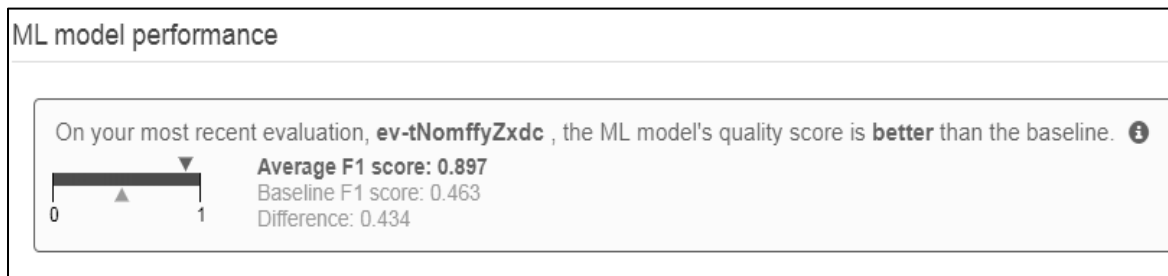 ML model performance
On your most recent evaluation, ev-tNomffyZxdc , the ML model's quality score is better than the baseline.
Average F1 score: 0.897
Baseline F1 score: 0.463
Difference: 0.434
0 1